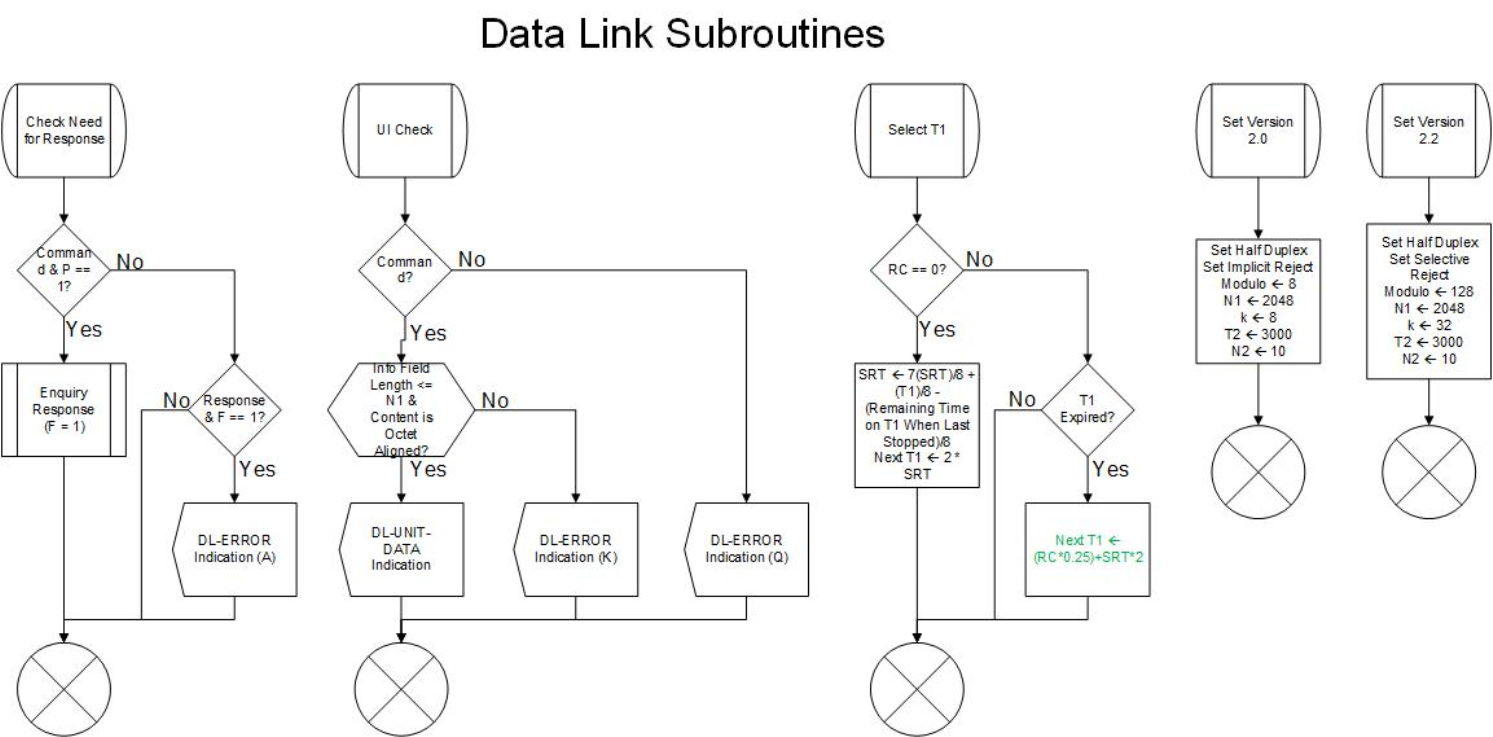 Data Link Subroutines
Check Need
for Response
Comman
d & P ==
1?
No
Yes
Enquiry
Response
(F = 1)
No
Response
& F == 1?
Yes
DL-ERROR
Indication (A)
UI Check
Comman
d?
No
Yes
Info Field
Length <=
N1 &
Content is
Octet
Aligned?
No
Yes
DL-UNIT-
DATA
Indication
DL-ERROR
Indication (K)
DL-ERROR
Indication (Q)
Select T1
RC == 0?
No
Yes
SRT ← 7(SRT)/8 +
(T1)/8 -
(Remaining Time
on T1 When Last
Stopped)/8
Next T1 ← 2 *
SRT
No
T1
Expired?
Yes
Next T1 ←
(RC*0.25)+SRT*2
Set Version
2.0
Set Half Duplex
Set Implicit Reject
Modulo ← 8
N1 ← 2048
k ← 8
T2 ← 3000
N2 ← 10
Set Version
2.2
Set Half Duplex
Set Selective
Reject
Modulo ← 128
N1 ← 2048
k ← 32
T2 ← 3000
N2 ← 10